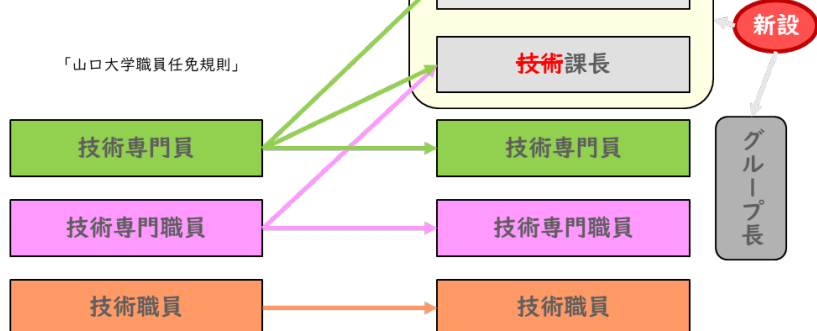 新設
「山口大学職員任免規則」
技術課長
技術専門員
技術専門員
グループ長
技術専門職員
技術専門職員
技術職員
技術職員